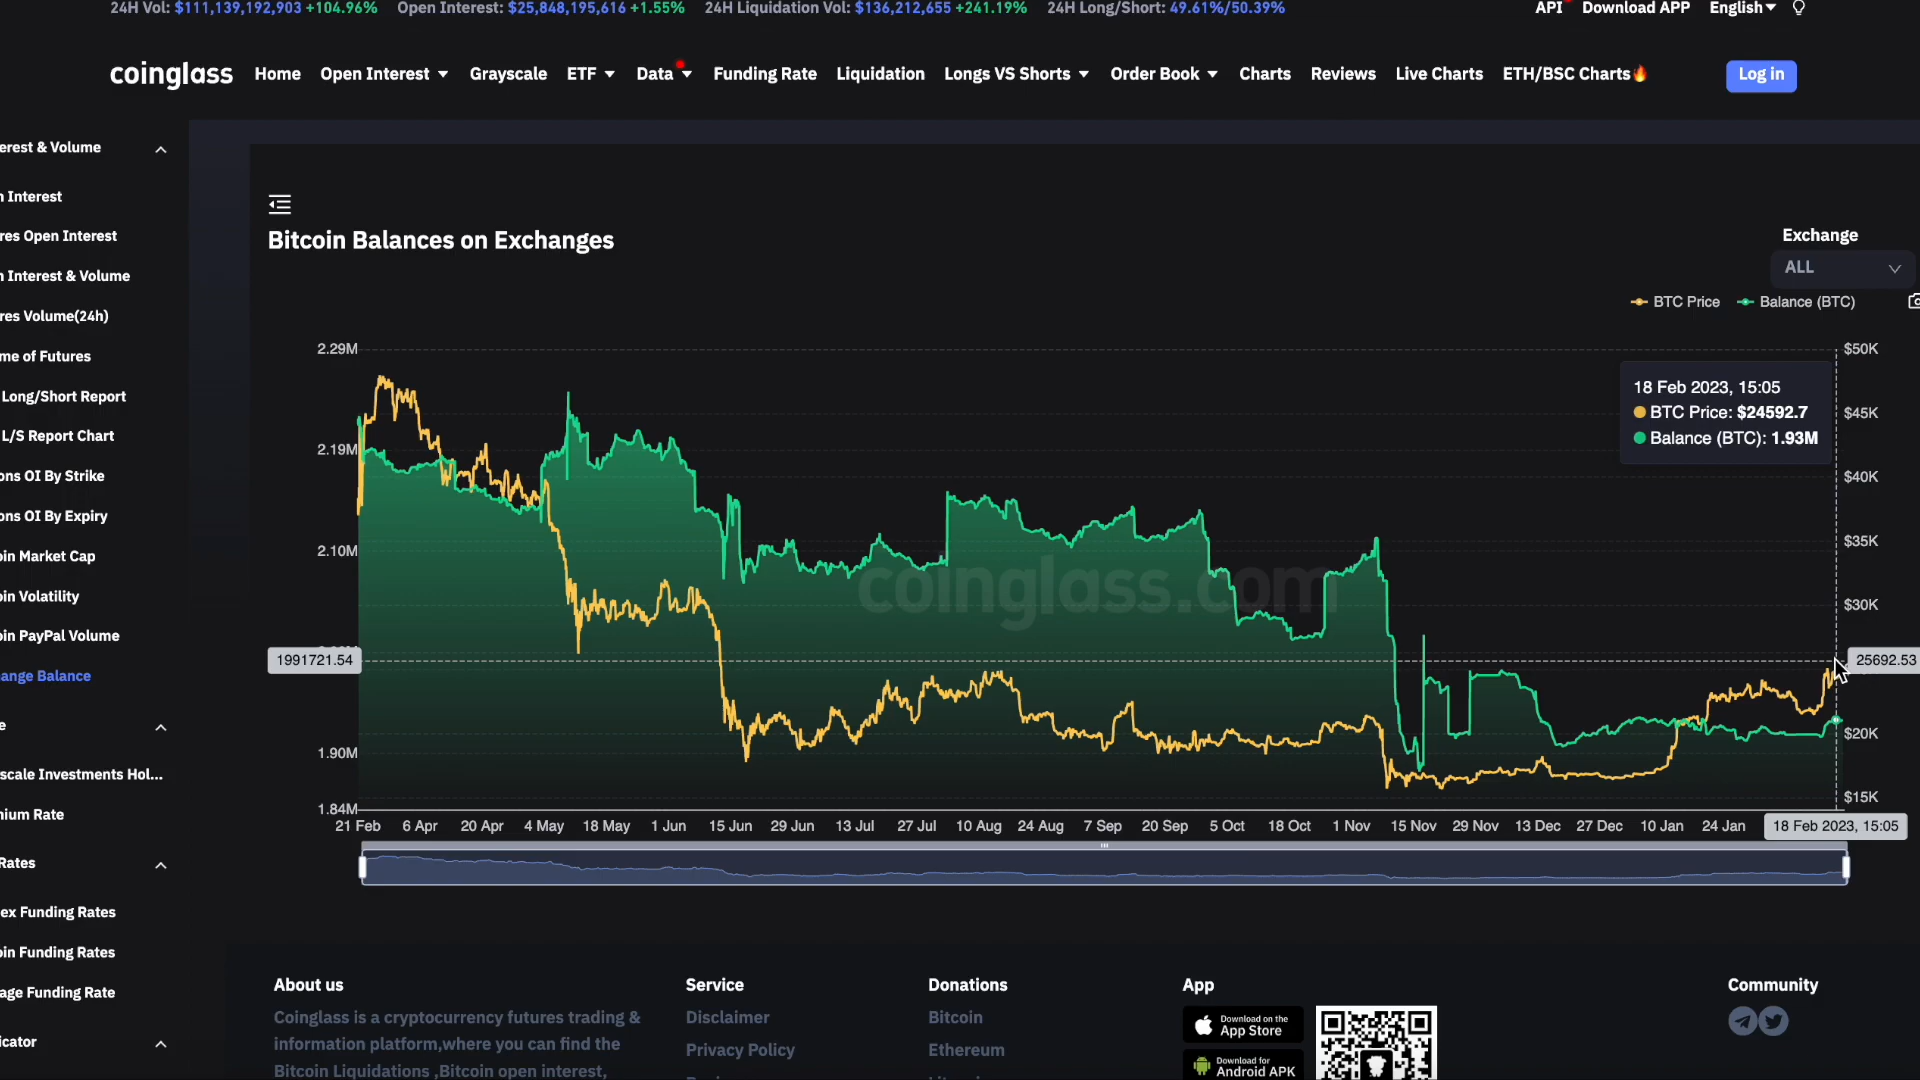 24H Vol: $111,139,192,903 +104.96% Open Interest: $25,848,195,616 +1.55% 24H Liquidation Vol: $136,212,655 +241.19% 24H Long/Short: 49.61%/50.39% API Download APP English
coinglass Home Open Interest Grayscale ETF Data Funding Rate Liquidation Longs VS Shorts Order Book Charts Reviews Live Charts ETH/BSC Charts🔥 Log in
erest & Volume
n Interest
res Open Interest
n Interest & Volume
res Volume(24h)
me of Futures
Long/Short Report
L/S Report Chart
ons OI By Strike
ons OI By Expiry
oin Market Cap
oin Volatility
oin PayPal Volume
ange Balance
e
scale Investments Hol...
nium Rate
Rates
ex Funding Rates
oin Funding Rates
age Funding Rate
icator
Bitcoin Balances on Exchanges
Exchange
ALL
BTC Price Balance (BTC)
2.29M
2.19M
2.10M
1991721.54
1.90M
1.84M
$50K
$45K
$40K
$35K
$30K
25692.53
$20K
$15K
18 Feb 2023, 15:05
BTC Price: $24592.7
Balance (BTC): 1.93M
coinglass.com
21 Feb 6 Apr 20 Apr 4 May 18 May 1 Jun 15 Jun 29 Jun 13 Jul 27 Jul 10 Aug 24 Aug 7 Sep 20 Sep 5 Oct 18 Oct 1 Nov 15 Nov 29 Nov 13 Dec 27 Dec 10 Jan 24 Jan 18 Feb 2023, 15:05
About us
Coinglass is a cryptocurrency futures trading &
information platform,where you can find the
Bitcoin Liquidations ,Bitcoin open interest,
Service
Disclaimer
Privacy Policy
Donations
Bitcoin
Ethereum
App
Download on the
App Store
Download for
Android APK
Community